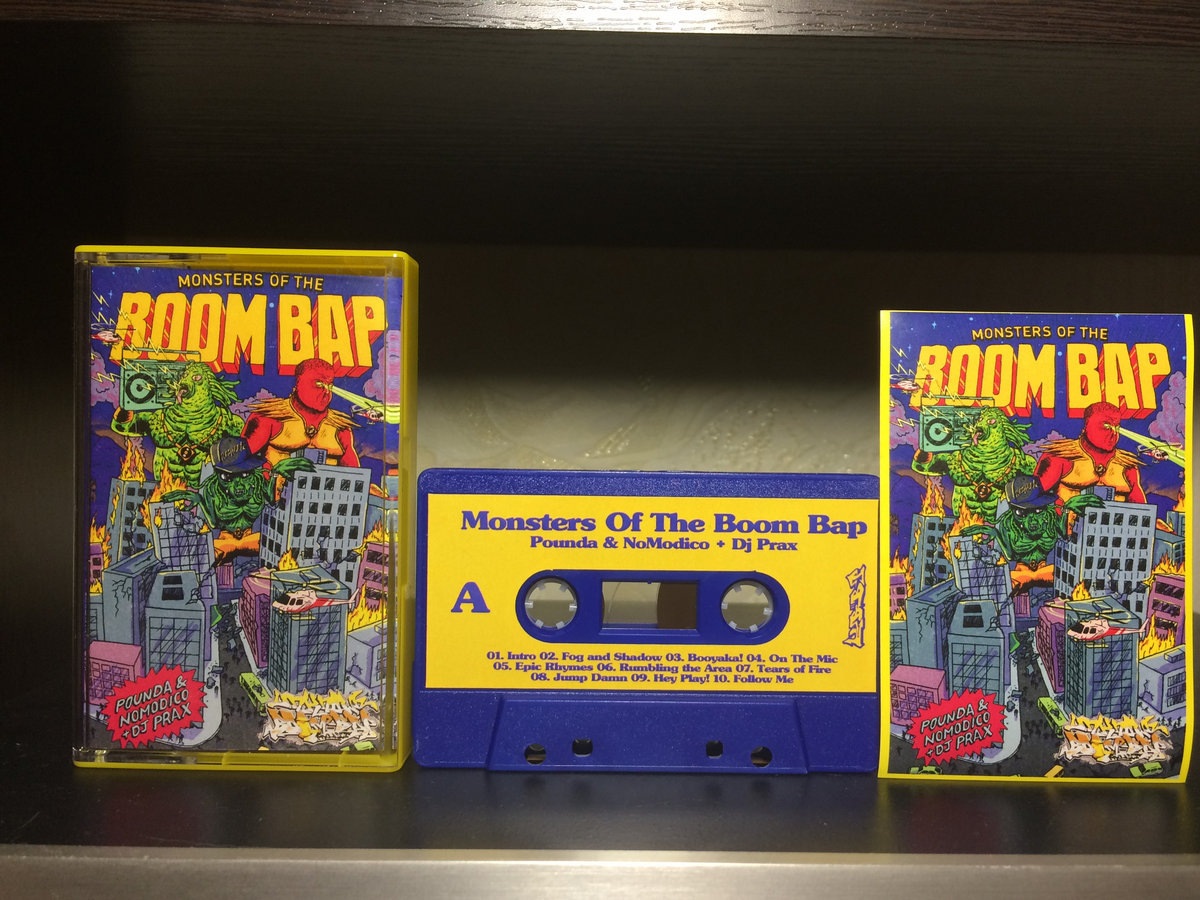 MONSTERS OF THE
BOOM BAP
POUNDA &
NOMODICO
+ DJ PRAX
Monsters Of The Boom Bap
Pounda & NoModico + Dj Prax
A
01. Intro 02. Fog and Shadow 03. Booyaka! 04. On The Mic
05. Epic Rhymes 06. Rumbling the Area 07. Tears of Fire
08. Jump Damn 09. Hey Play! 10. Follow Me
MONSTERS OF THE
BOOM BAP
POUNDA &
NOMODICO
+ DJ PRAX